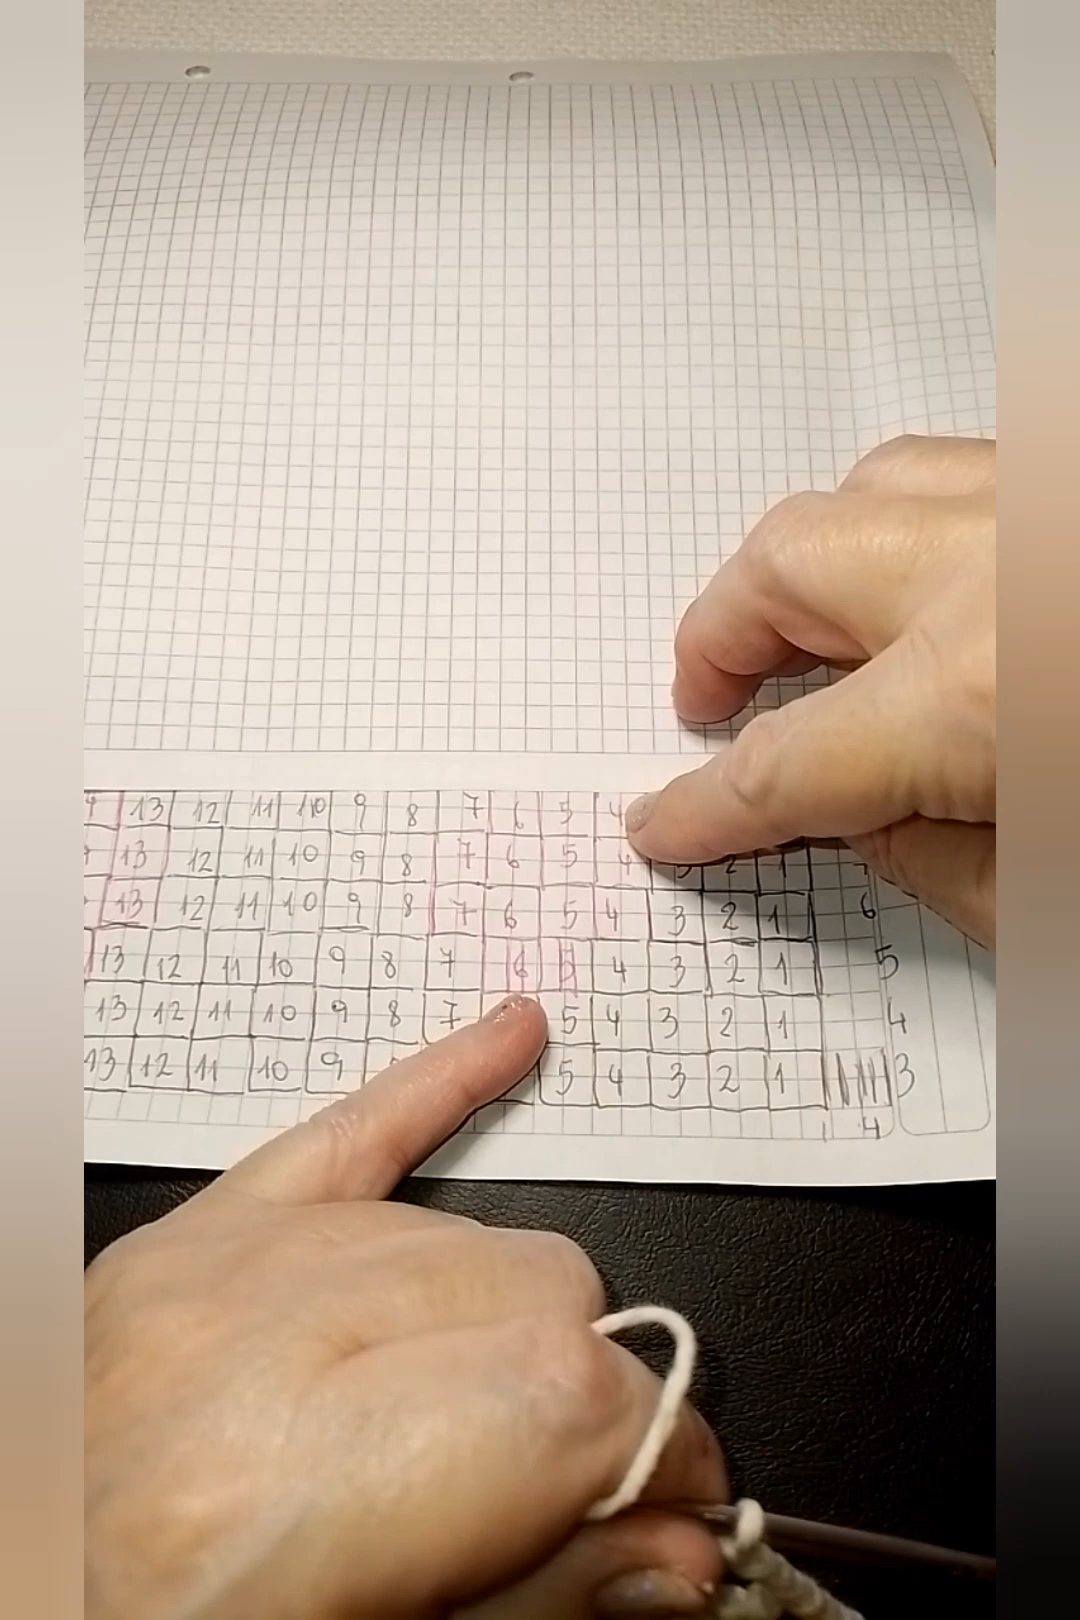 13 12 11 10 9 8 7 6 5 4
13 12 11 10 9 8 7 6 5 4 3 2 1
13 12 11 10 9 8 7 6 5 4 3 2 1 6
13 12 11 10 9 8 7 6 5 4 3 2 1 5
13 12 11 10 9 8 7 5 4 3 2 1 4
13 12 11 10 9 5 4 3 2 1 3
4